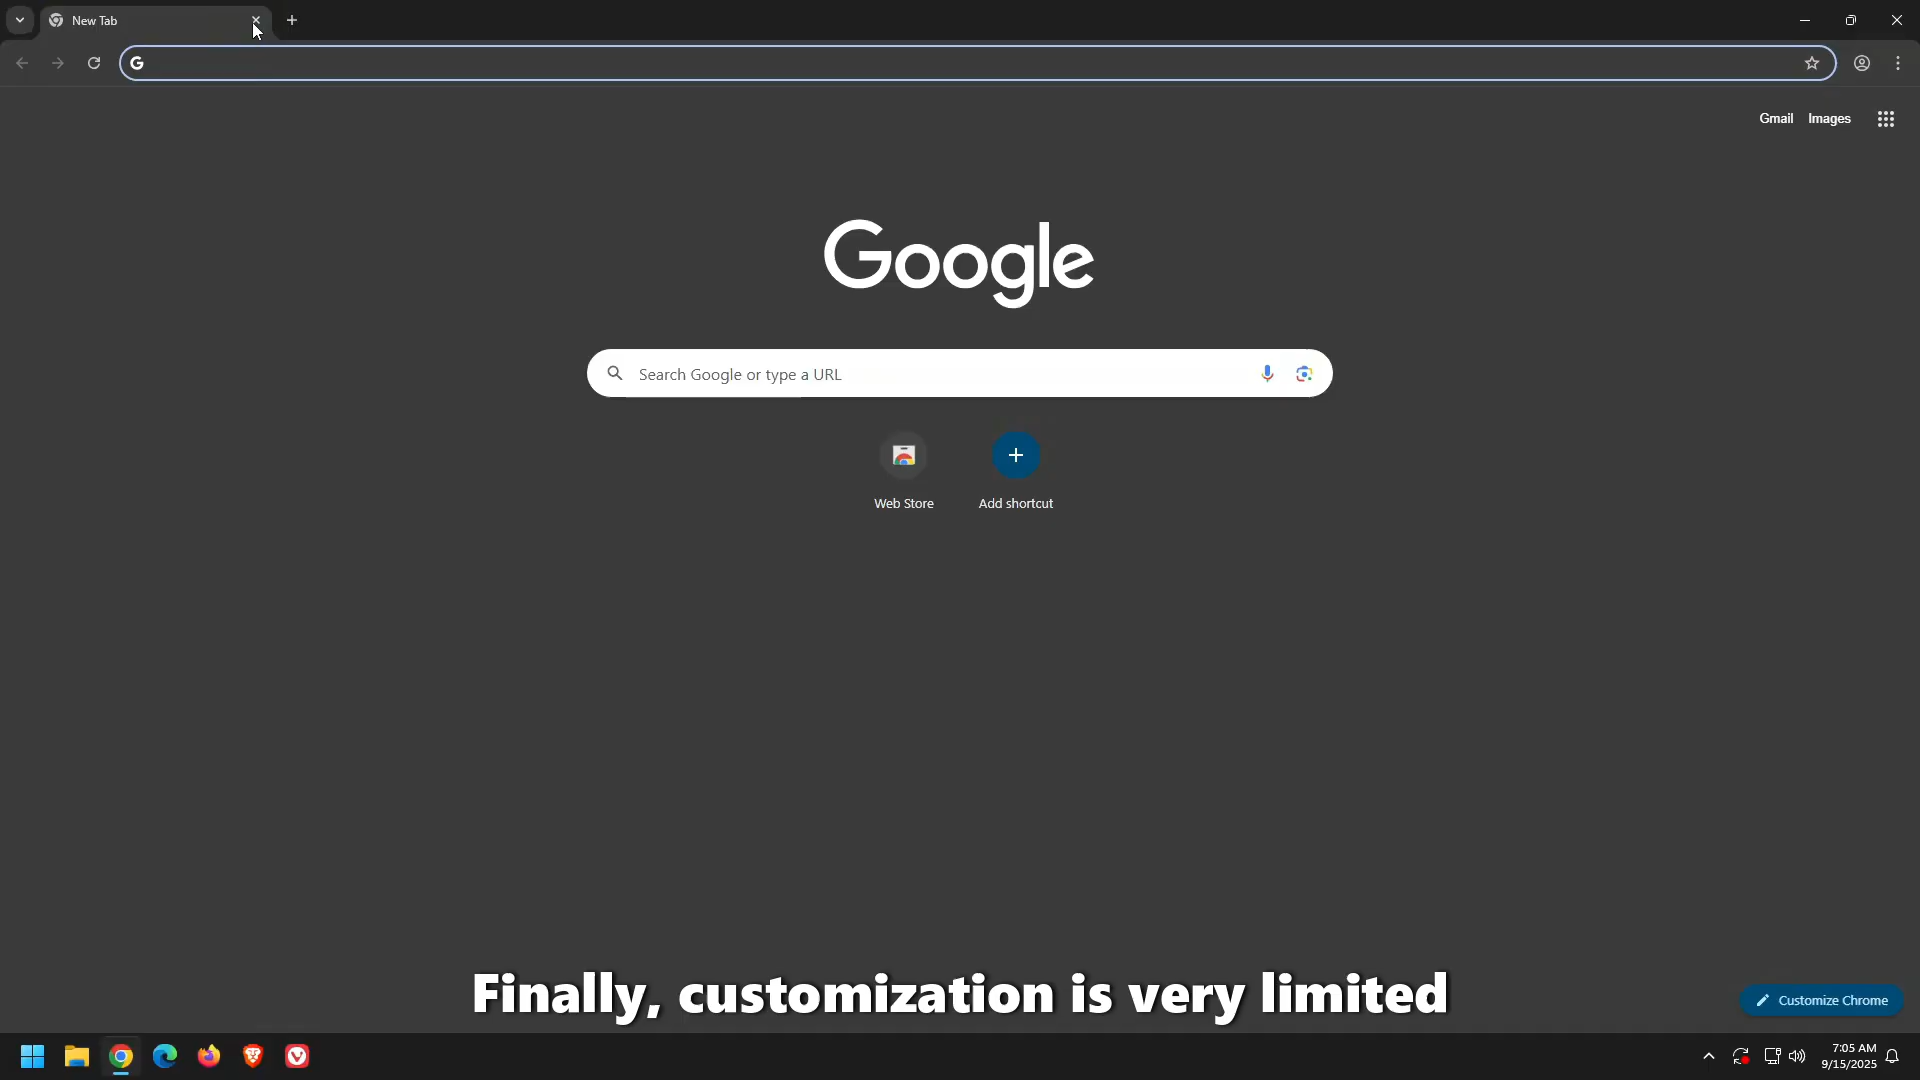 New Tab
Gmail Images
Google
Search Google or type a URL
Web Store
Add shortcut
Finally, customization is very limited
Customize Chrome
7:05 AM
9/15/2025